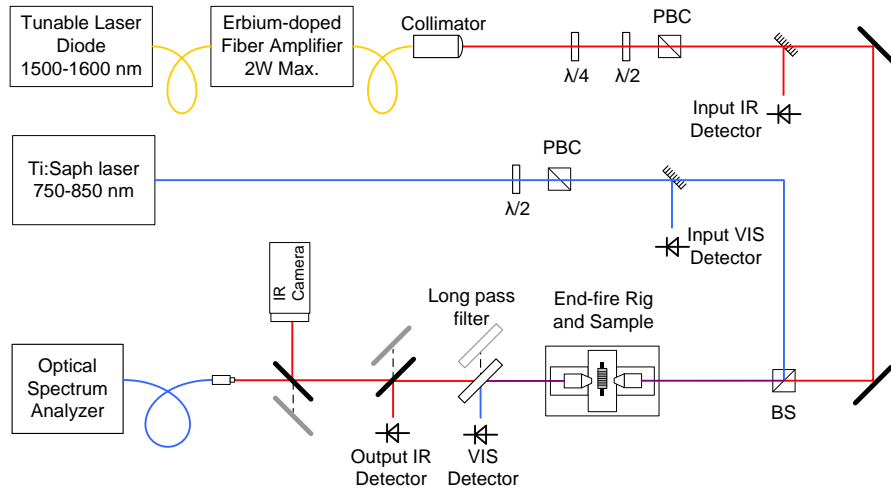 Tunable Laser
Diode
1500-1600 nm
Erbium-doped
Fiber Amplifier
2W Max.
Collimator
λ/4
λ/2
PBC
Input IR
Detector
Ti:Saph laser
750-850 nm
λ/2
PBC
Input VIS
Detector
IR
Camera
Long pass
filter
End-fire Rig
and Sample
Optical
Spectrum
Analyzer
Output IR
Detector
VIS
Detector
BS